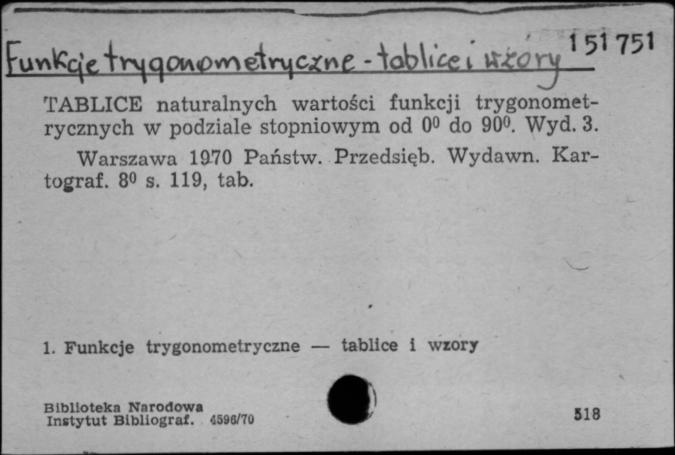 151751
Funkcje trygonometryczne - tablice i wzory
TABLICE naturalnych wartości funkcji trygonomet-
rycznych w podziale stopniowym od 0⁰ do 90⁰. Wyd. 3.
Warszawa 1970 Państw. Przedsięb. Wydawn. Kar-
tograf. 8⁰ s. 119, tab.
1. Funkcje trygonometryczne — tablice i wzory
Biblioteka Narodowa
Instytut Bibliograf. 4596/70
518